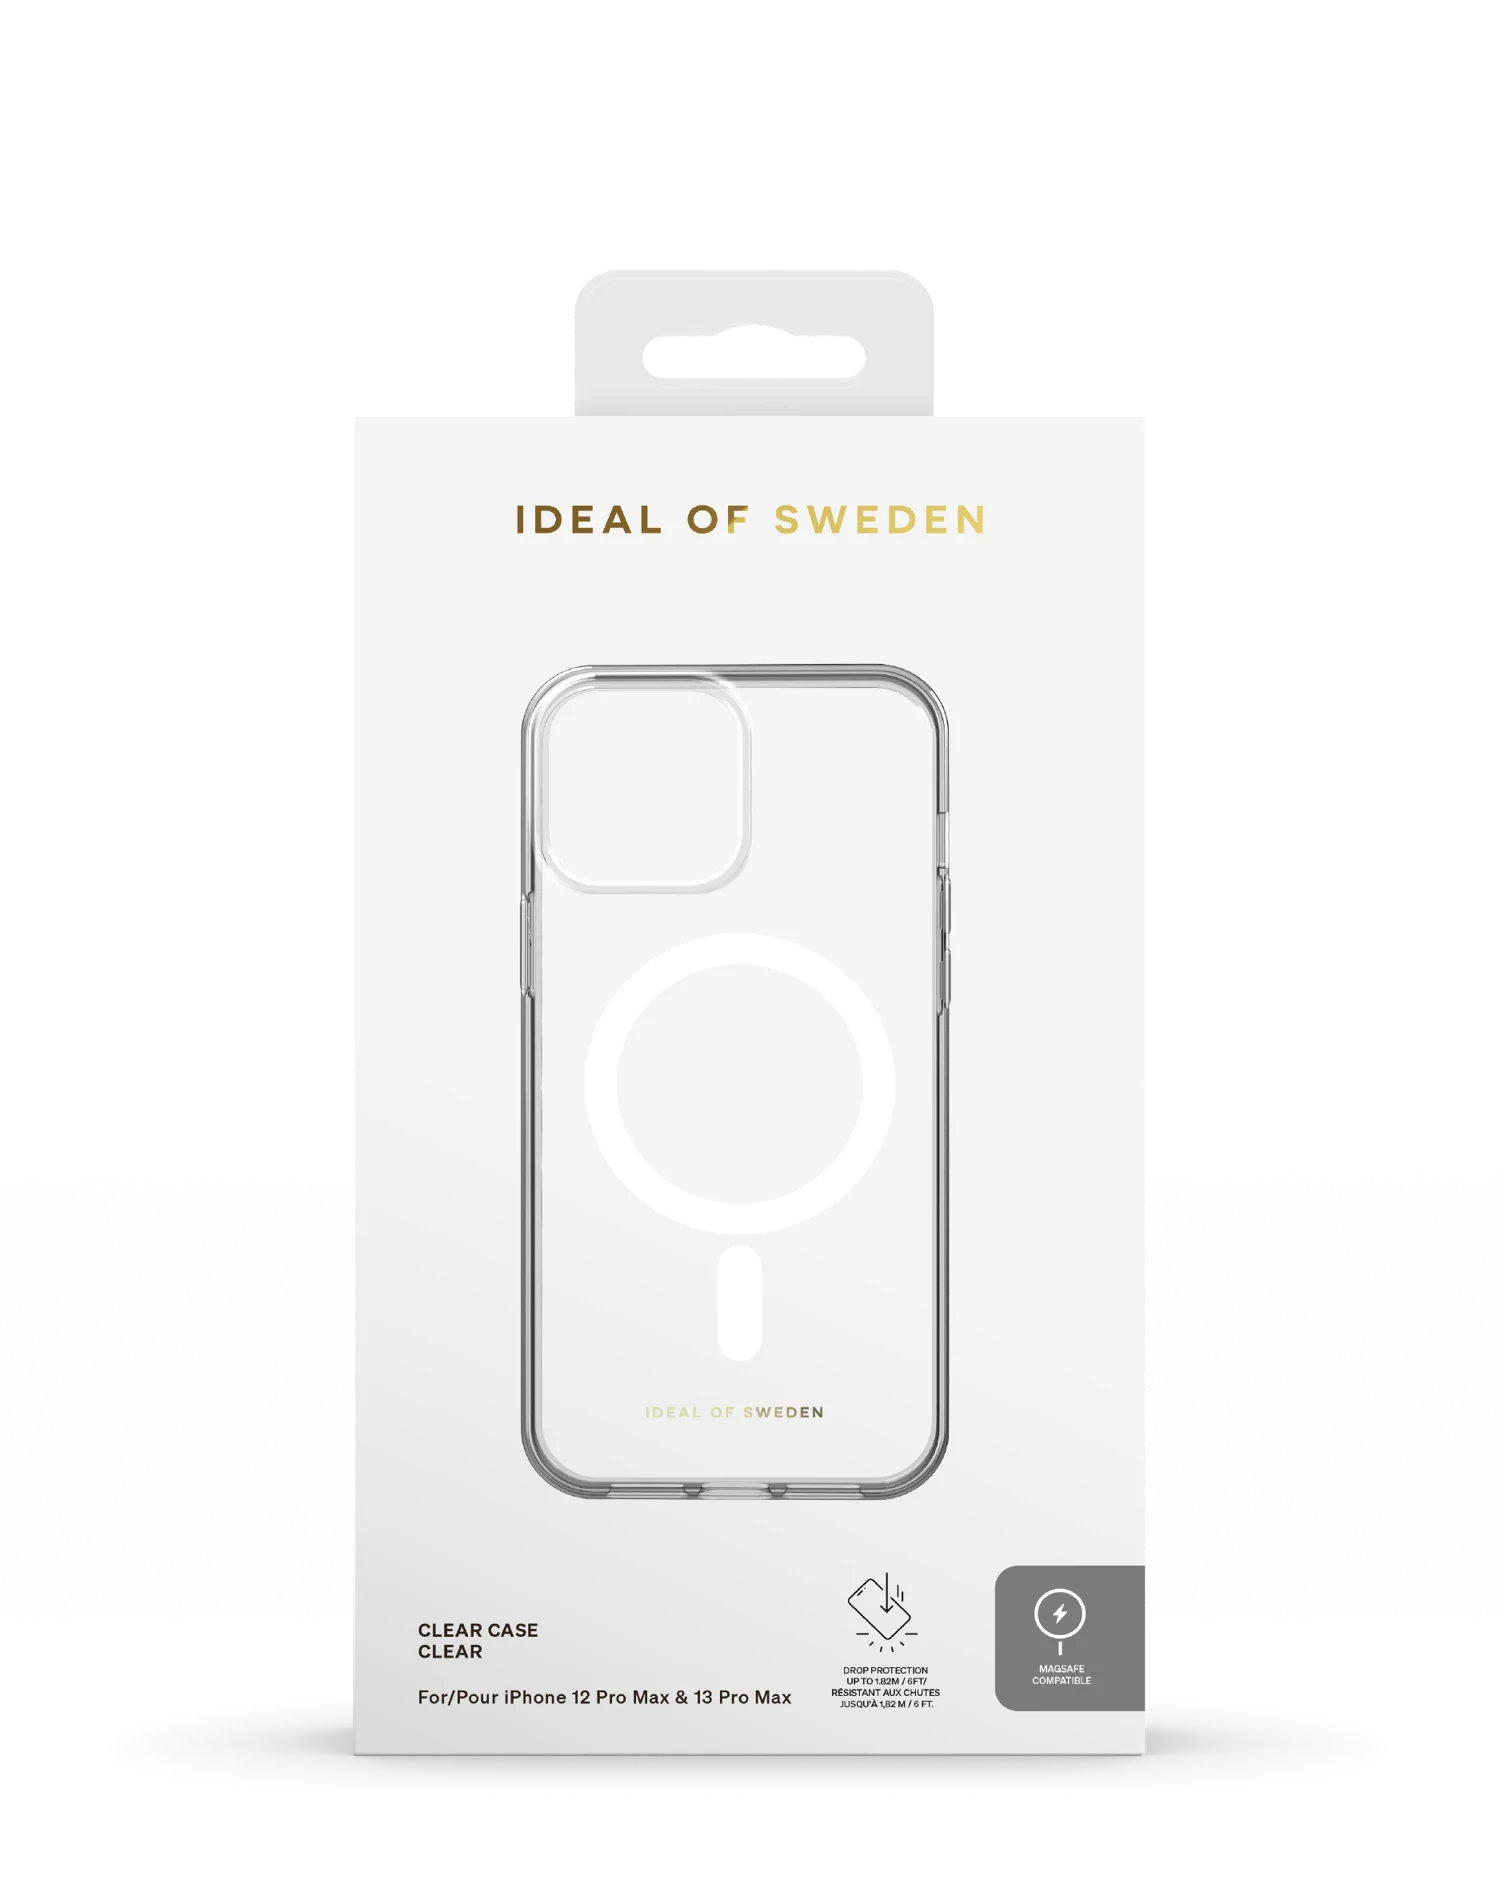 IDEAL OF SWEDEN
IDEAL OF SWEDEN
CLEAR CASE
CLEAR
For/Pour iPhone 12 Pro Max & 13 Pro Max
DROP PROTECTION
UP TO 1.82M / 6FT/
RÉSISTANT AUX CHUTES
JUSQU'À 1,82 M / 6 FT.
MAGSAFE
COMPATIBLE